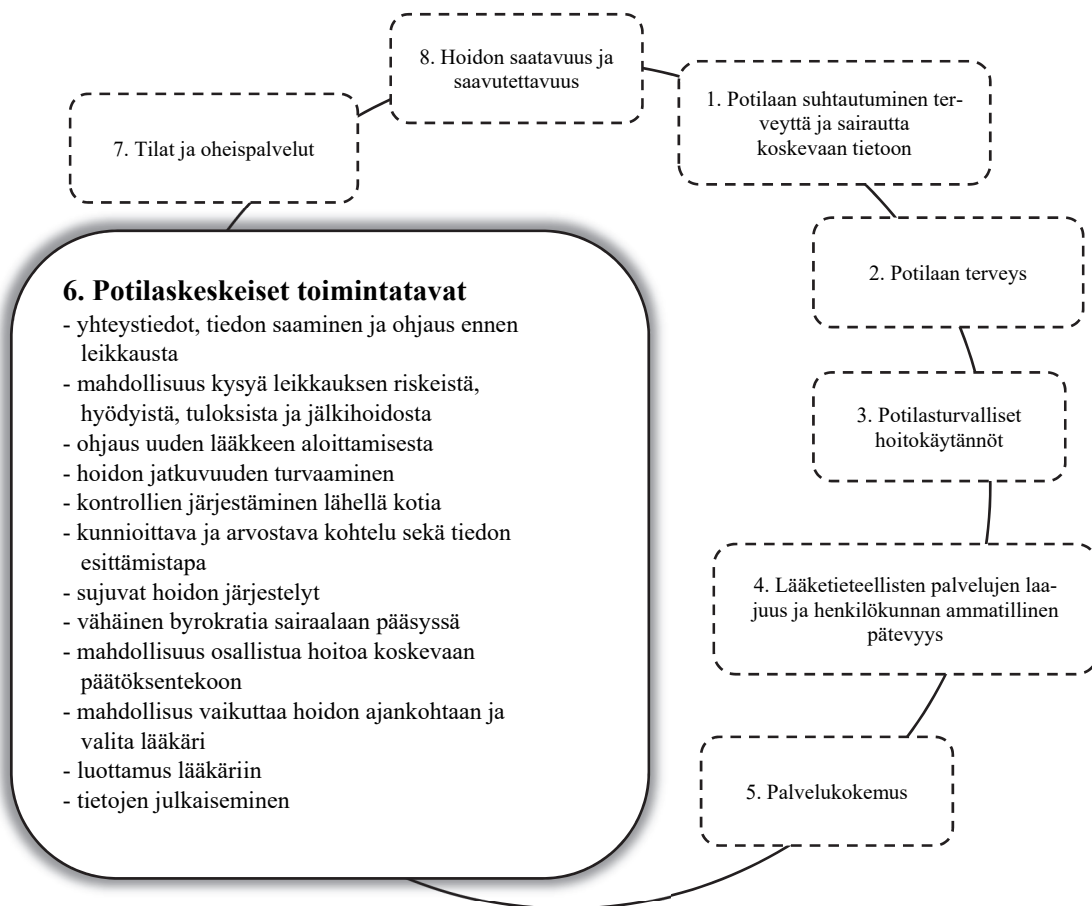 8. Hoidon saatavuus ja
saavutettavuus
1. Potilaan suhtautuminen ter-
veyttä ja sairautta
koskevaan tietoon
7. Tilat ja oheispalvelut
2. Potilaan terveys
6. Potilaskeskeiset toimintatavat
- yhteystiedot, tiedon saaminen ja ohjaus ennen
leikkausta
- mahdollisuus kysyä leikkauksen riskeistä,
hyödyistä, tuloksista ja jälkihoidosta
- ohjaus uuden lääkkeen aloittamisesta
- hoidon jatkuvuuden turvaaminen
- kontrollien järjestäminen lähellä kotia
- kunnioittava ja arvostava kohtelu sekä tiedon
esittämistapa
- sujuvat hoidon järjestelyt
- vähäinen byrokratia sairaalaan pääsyssä
- mahdollisuus osallistua hoitoa koskevaan
päätöksentekoon
- mahdollisus vaikuttaa hoidon ajankohtaan ja
valita lääkäri
- luottamus lääkäriin
- tietojen julkaiseminen
3. Potilasturvalliset
hoitokäytännöt
4. Lääketieteellisten palvelujen laa-
juus ja henkilökunnan ammatillinen
pätevyys
5. Palvelukokemus